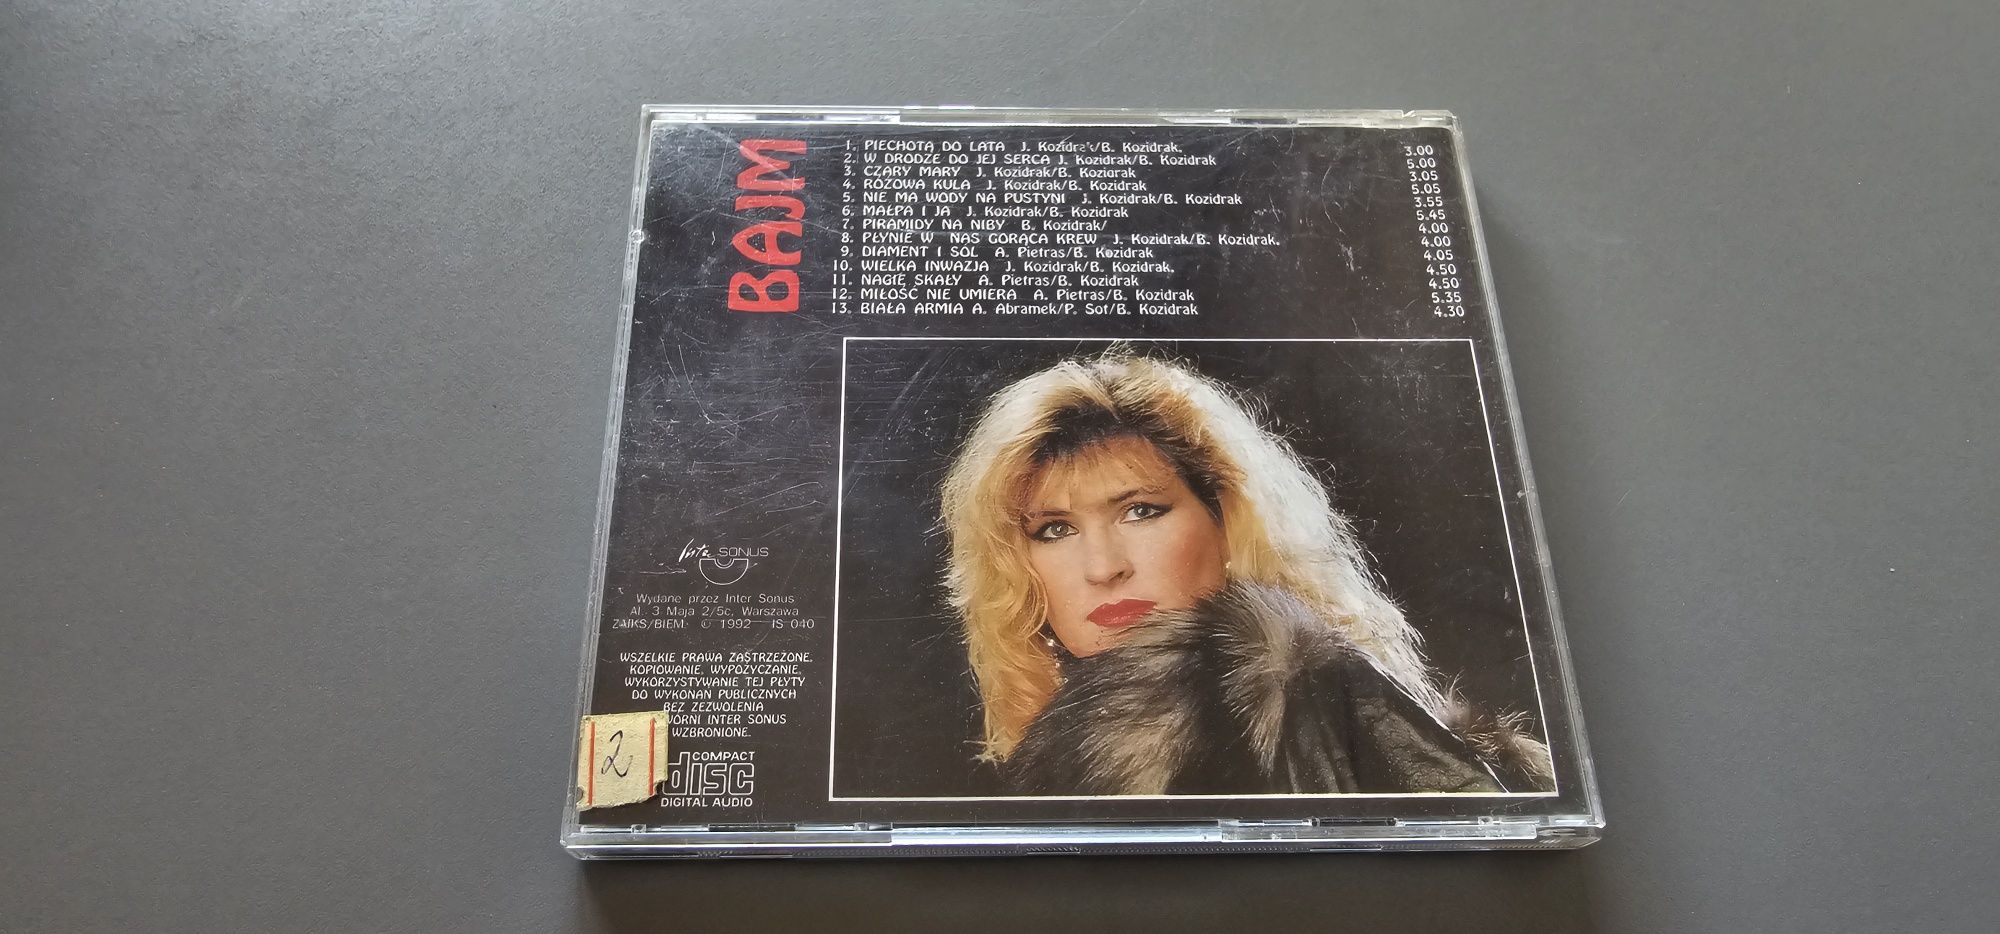 BAJM
1. PIECHOTĄ DO LATA J. Kozidrak/B. Kozidrak. 3.00
2. W DRODZE DO JEJ SERCA J. Kozidrak/B. Kozidrak 5.00
3. CZARY MARY J. Kozidrak/B. Kozidrak 3.05
4. RÓŻOWA KULA J. Kozidrak/B. Kozidrak 5.05
5. NIE MA WODY NA PUSTYNI J. Kozidrak/B. Kozidrak 3.55
6. MAŁPA I JA J. Kozidrak/B. Kozidrak 5.45
7. PIRAMIDY NA NIBY B. Kozidrak/ 4.00
8. PŁYNIE W NAS GORĄCA KREW J. Kozidrak/B. Kozidrak. 4.00
9. DIAMENT I SÓL A. Pietras/B. Kozidrak 4.05
10. WIELKA INWAZJA J. Kozidrak/B. Kozidrak. 4.50
11. NAGIE SKAŁY A. Pietras/B. Kozidrak 4.50
12. MIŁOŚĆ NIE UMIERA A. Pietras/B. Kozidrak 5.35
13. BIAŁA ARMIA A. Abramek/P. Sot/B. Kozidrak 4.30
Inter SONUS
Wydane przez Inter Sonus
Al. 3 Maja 2/5c, Warszawa
ZAIKS/BIEM © 1992 IS 040
WSZELKIE PRAWA ZASTRZEŻONE.
KOPIOWANIE, WYPOŻYCZANIE,
WYKORZYSTYWANIE TEJ PŁYTY
DO WYKONAŃ PUBLICZNYCH
BEZ ZEZWOLENIA
WÓRNI INTER SONUS
WZBRONIONE.
2
COMPACT
disc
DIGITAL AUDIO